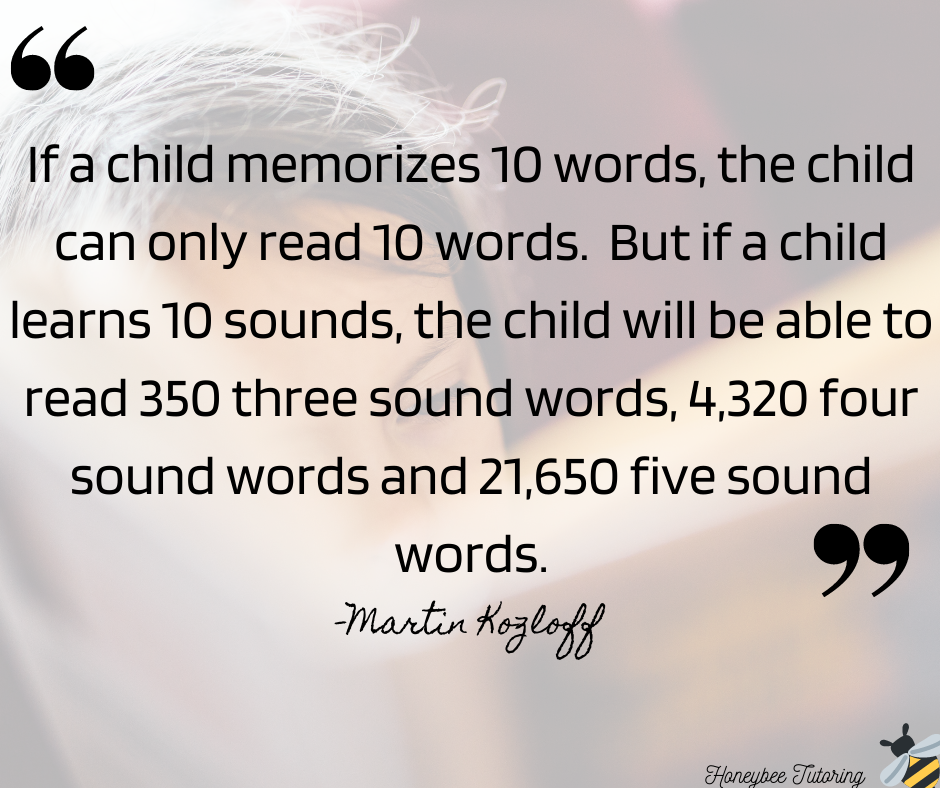 “
If a child memorizes 10 words, the child
can only read 10 words. But if a child
learns 10 sounds, the child will be able to
read 350 three sound words, 4,320 four
sound words and 21,650 five sound
words.
”
-Martin Kozloff
Honeybee Tutoring